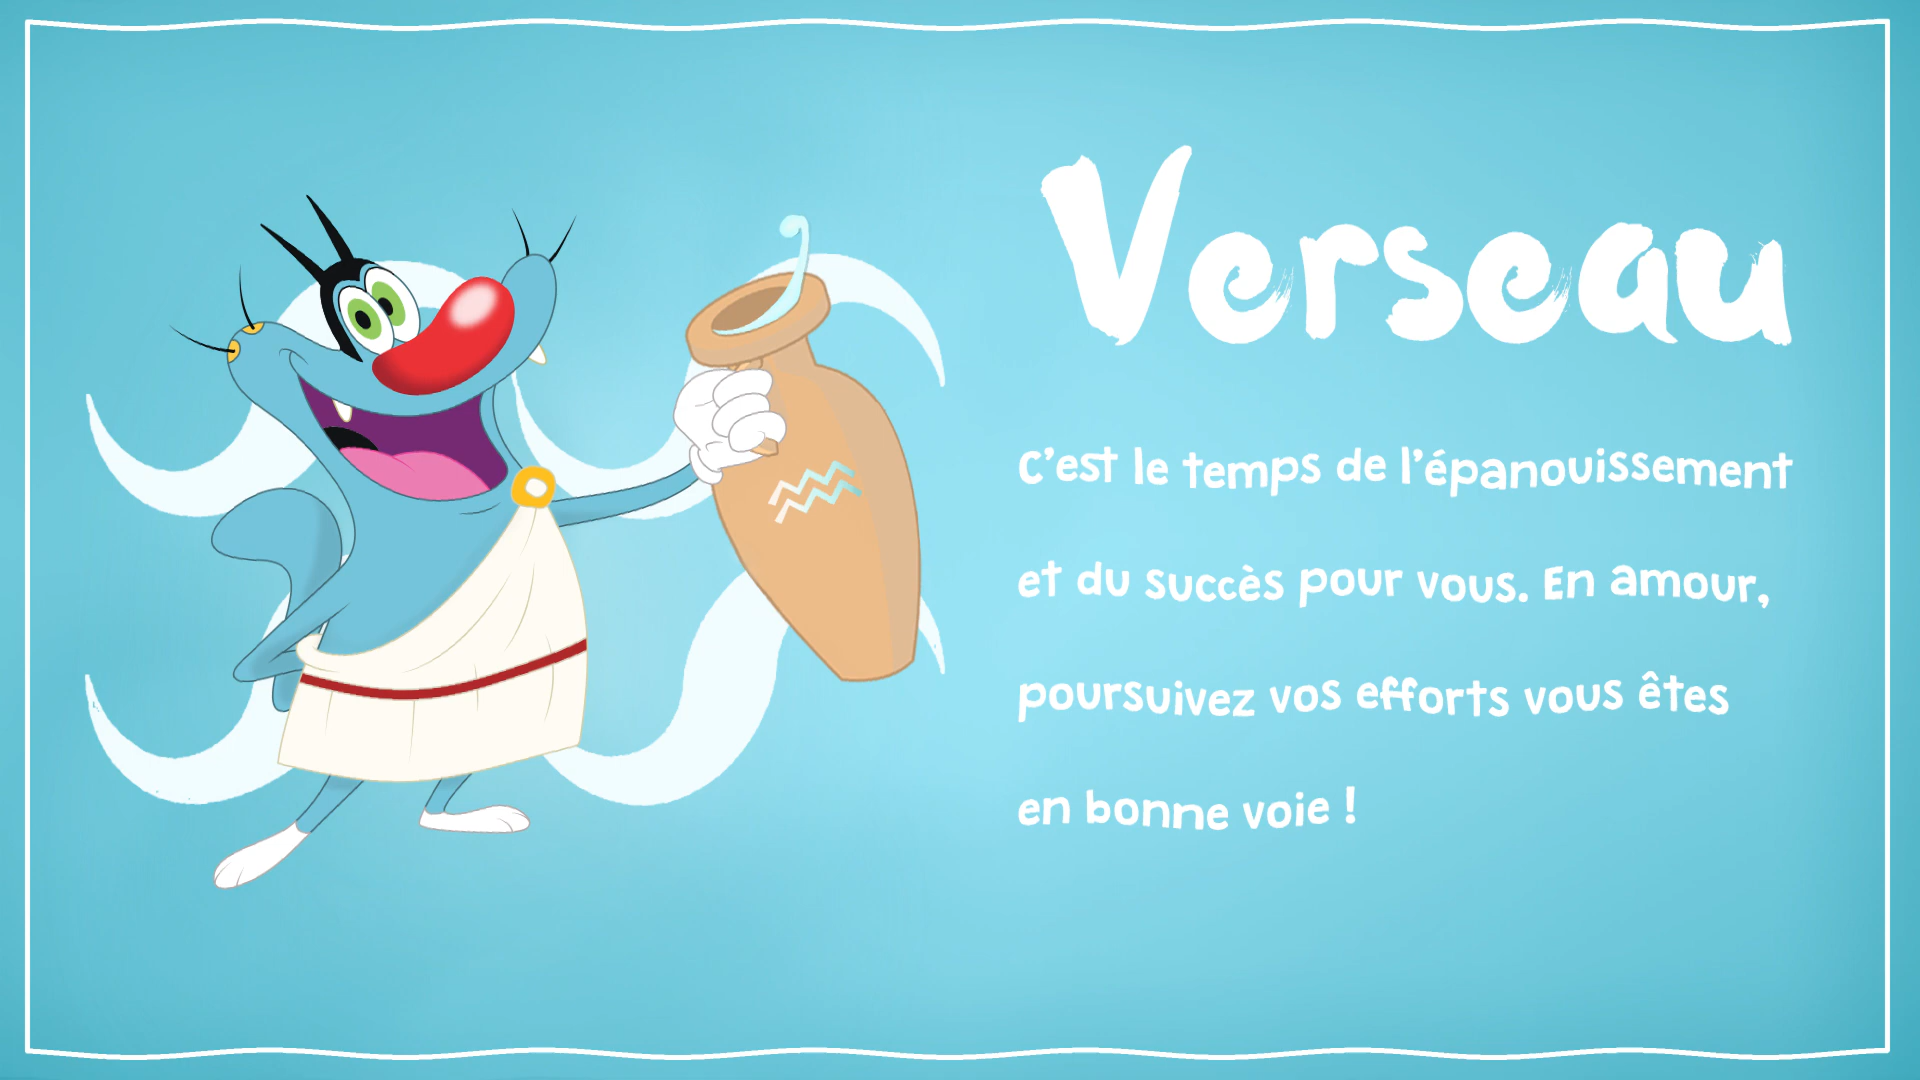 Verseau
C'est le temps de l'épanouissement
et du succès pour vous. En amour,
poursuivez vos efforts vous êtes
en bonne voie !